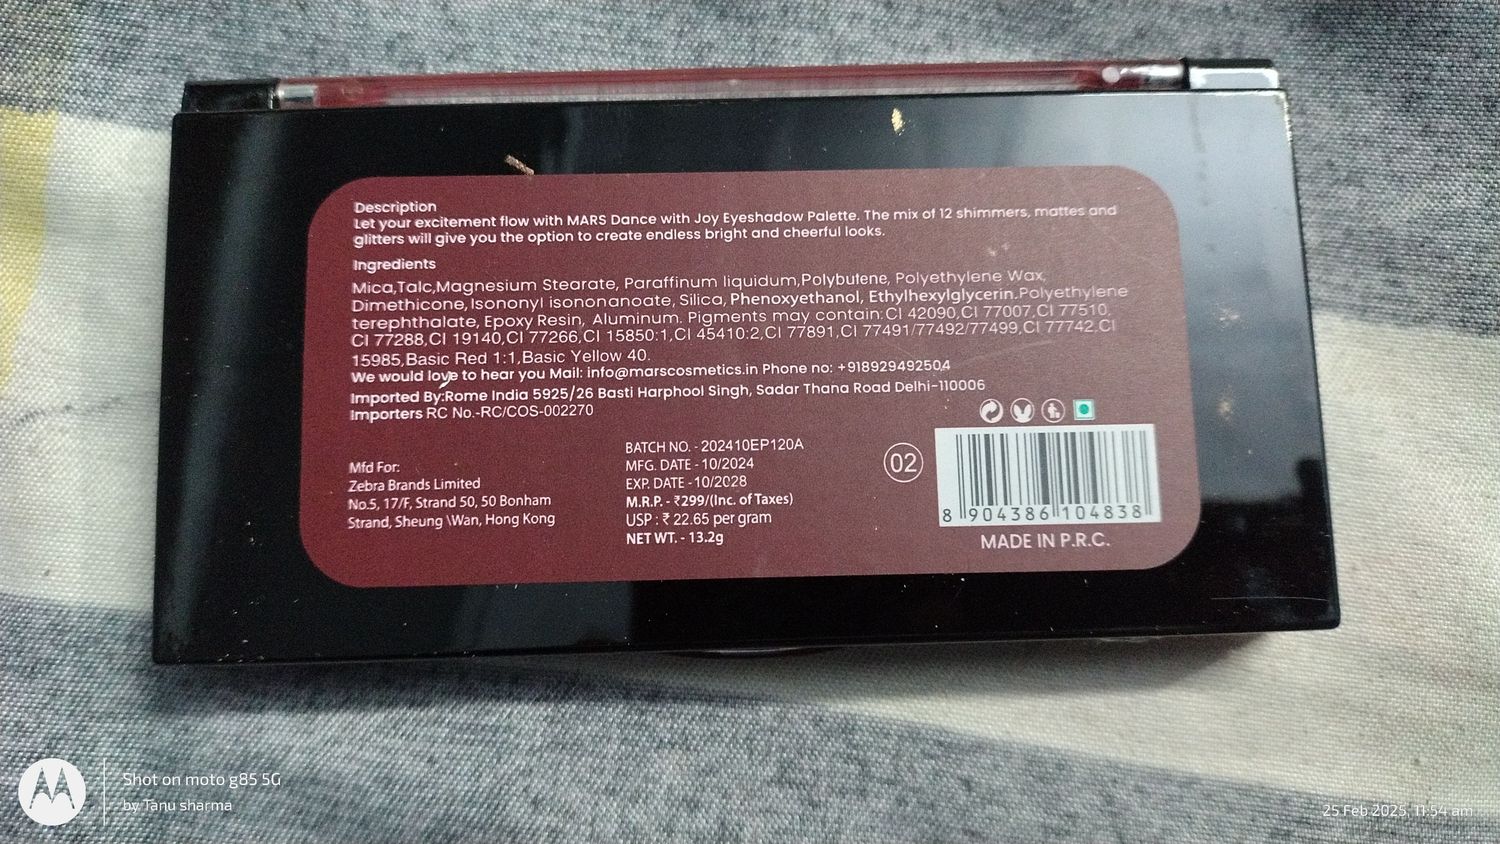 Description
Let your excitement flow with MARS Dance with Joy Eyeshadow Palette. The mix of 12 shimmers, mattes and
glitters will give you the option to create endless bright and cheerful looks.
Ingredients
Mica,Talc,Magnesium Stearate, Paraffinum liquidum,Polybutene, Polyethylene Wax,
Dimethicone,Isononyl isononanoate, Silica, Phenoxyethanol, Ethylhexylglycerin.Polyethylene
terephthalate, Epoxy Resin, Aluminum. Pigments may contain:CI 42090,CI 77007,CI 77510,
CI 77288,CI 19140,CI 77266,CI 15850:1,CI 45410:2,CI 77891,CI 77491/77492/77499,CI 77742,CI
15985,Basic Red 1:1,Basic Yellow 40.
We would love to hear you Mail: info@marscosmetics.in Phone no: +918929492504
Imported By:Rome India 5925/26 Basti Harphool Singh, Sadar Thana Road Delhi-110006
Importers RC No.-RC/COS-002270
Mfd For:
Zebra Brands Limited
No.5, 17/F, Strand 50, 50 Bonham
Strand, Sheung \Wan, Hong Kong
BATCH NO. - 202410EP120A
MFG. DATE - 10/2024
EXP. DATE - 10/2028
M.R.P. - ₹299/(Inc. of Taxes)
USP : ₹ 22.65 per gram
NET WT. - 13.2g
02
8 904386 104838
MADE IN P.R.C.
Shot on moto g85 5G
by Tanu sharma
25 Feb 2025, 11:54 am